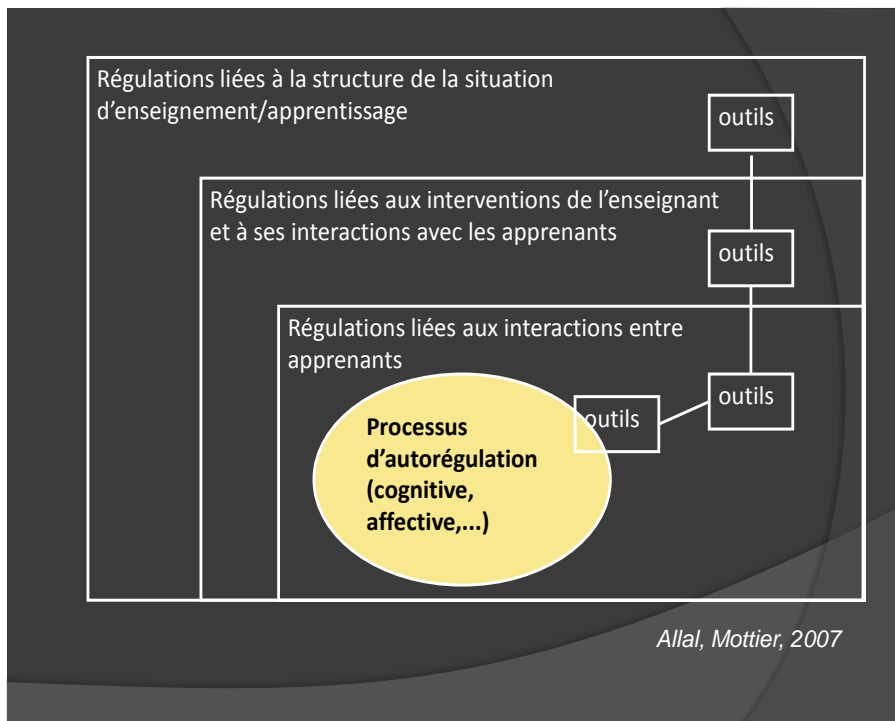 Régulations liées à la structure de la situation
d’enseignement/apprentissage
outils
Régulations liées aux interventions de l’enseignant
et à ses interactions avec les apprenants
outils
Régulations liées aux interactions entre
apprenants
outils
outils
Processus
d’autorégulation
(cognitive,
affective,...)
Allal, Mottier, 2007